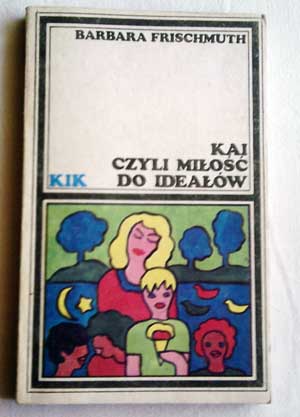 BARBARA FRISCHMUTH
KAI
CZYLI MIŁOŚĆ
DO IDEAŁÓW
KIK